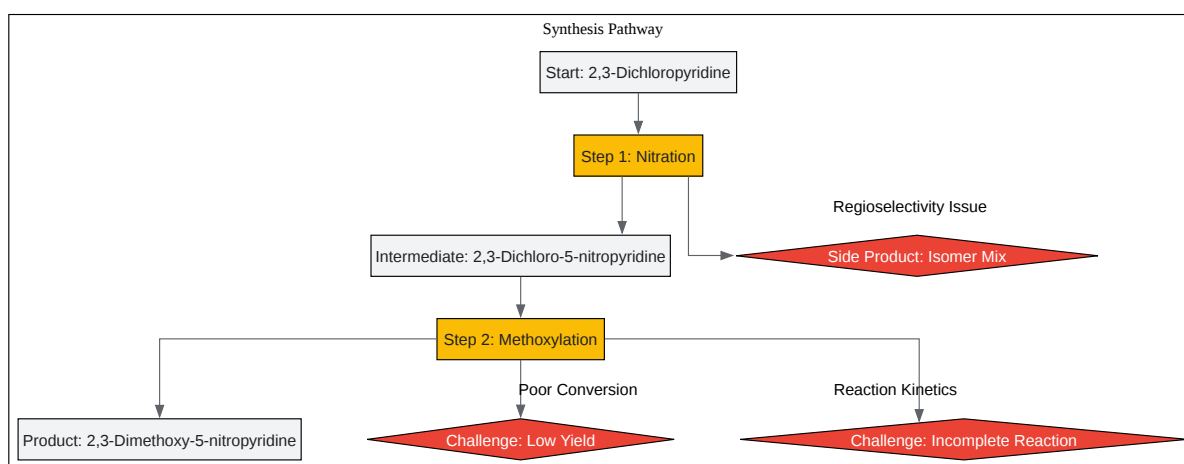 Synthesis Pathway
Start: 2,3-Dichloropyridine
Step 1: Nitration
Regioselectivity Issue
Intermediate: 2,3-Dichloro-5-nitropyridine
Side Product: Isomer Mix
Step 2: Methoxylation
Poor Conversion
Reaction Kinetics
Product: 2,3-Dimethoxy-5-nitropyridine
Challenge: Low Yield
Challenge: Incomplete Reaction